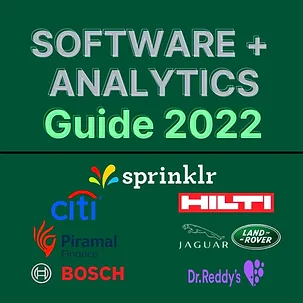 SOFTWARE +
ANALYTICS
Guide 2022
sprinklr
citi
HILTI
Piramal
Finance
JAGUAR
LAND-
ROVER
BOSCH
Dr.Reddy's